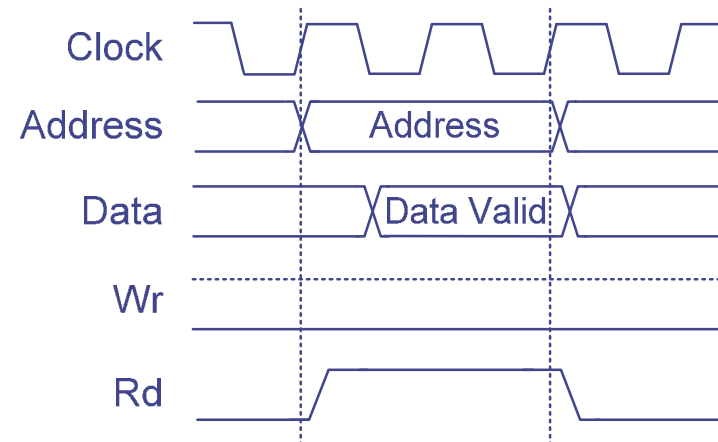 Clock
Address Address
Data Data Valid
Wr
Rd